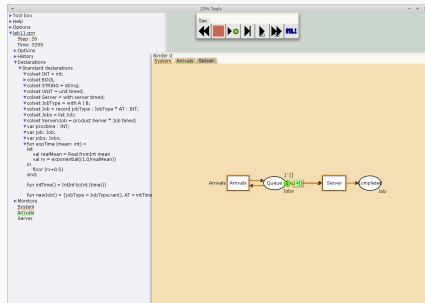 CPN Tools
Tool box
Help
Options
lab11.cpn
Step: 26
Time: 3299
Options
History
Declarations
Standard declarations
colset INT = int;
colset BOOL
colset STRING = string;
colset UNIT = unit timed;
colset Server = with server timed;
colset JobType = with A | B;
colset Job = record jobType : JobType * AT : INT;
colset Jobs = list Job;
colset ServerxJob = product Server * Job timed;
var proctime : INT;
var job: Job;
var jobs: Jobs;
fun expTime (mean: int) =
let
val realMean = Real.fromInt mean
val rv = exponential((1.0/realMean))
in
floor (rv+0.5)
end;
fun intTime() = IntInf.toInt (time())
fun newJob() = {jobType = JobType.ran(), AT = intTime
Monitors
System
Arrivals
Server
Sim
ML!
Binder 0
System Arrivals Server
Arrivals
Arrivals
Queue
1`[]
Jobs
Server
Completed
Job